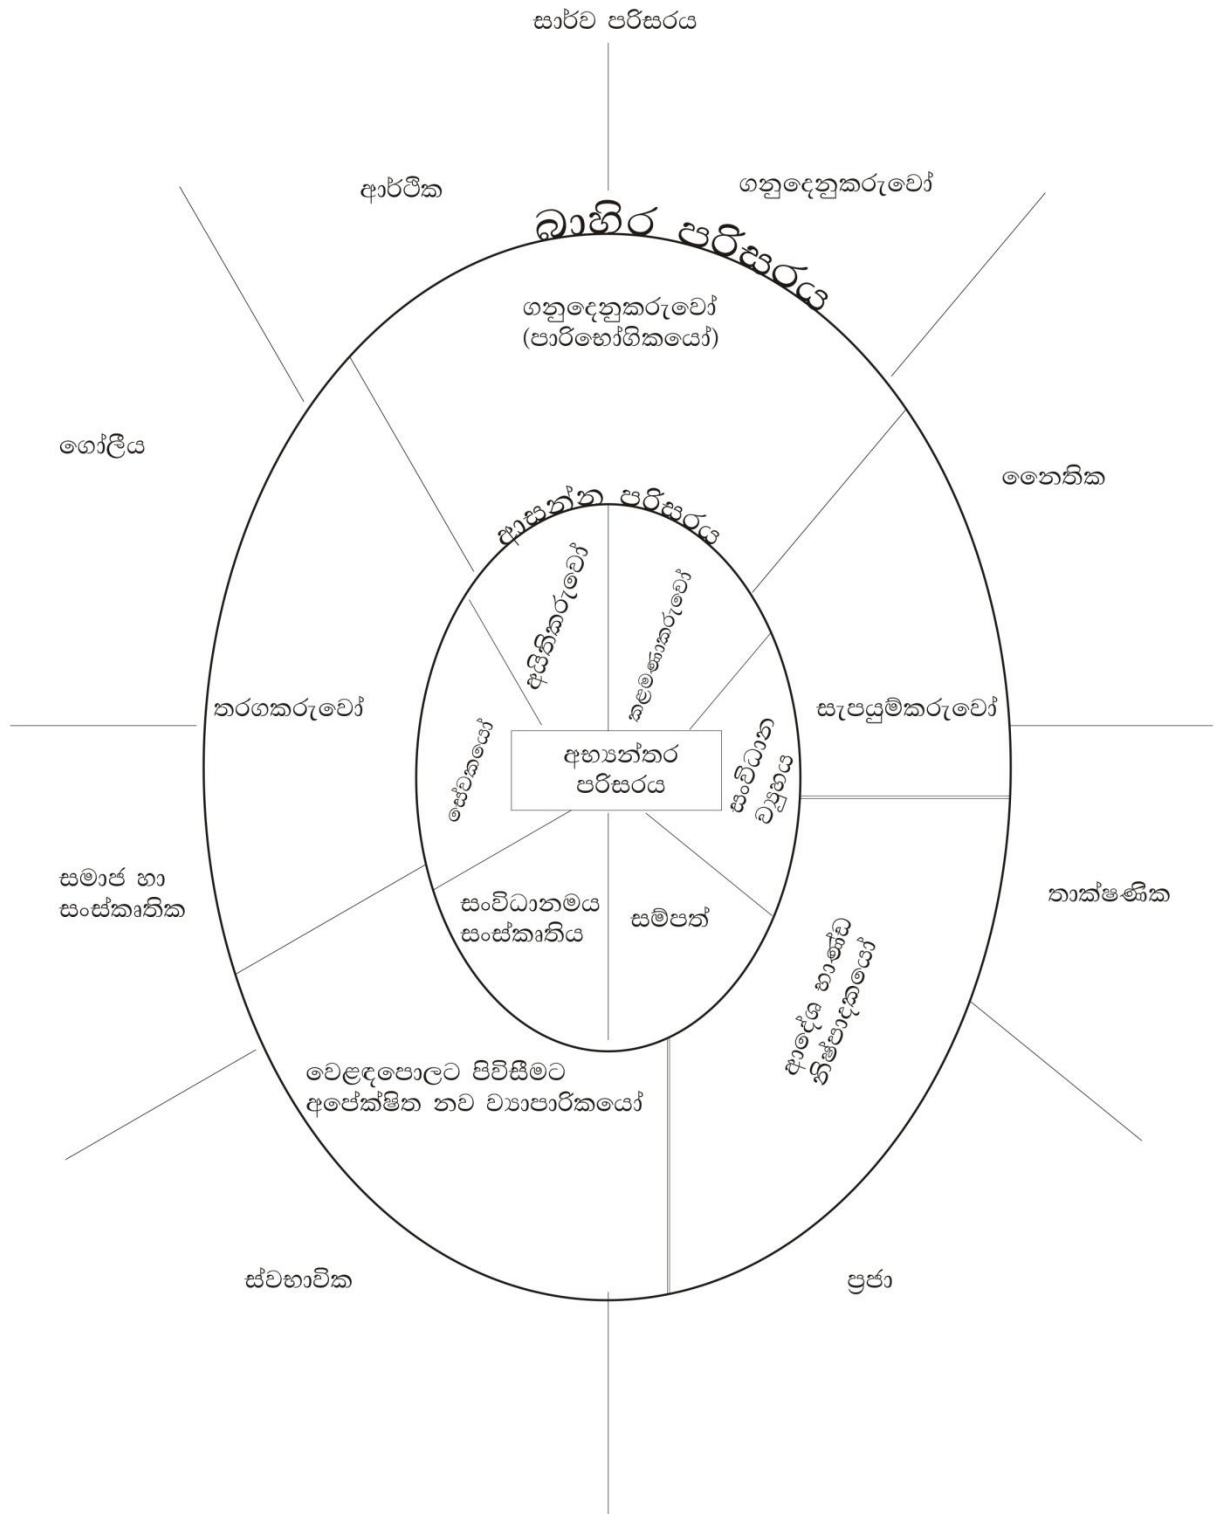 සාර්ව පරිසරය
ආර්ථික
ගනුදෙනුකරුවෝ
බාහිර පරිසරය
ගනුදෙනුකරුවෝ
(පාරිභෝගිකයෝ)
ගෝලීය
නෛතික
ආසන්න පරිසරය
අයිතිකරුවෝ
කළමණාකරුවෝ
තරගකරුවෝ
සැපයුම්කරුවෝ
සේවකයෝ
අභ්‍යන්තර
පරිසරය
සංවිධාන
ව්‍යුහය
සමාජ හා
සංස්කෘතික
තාක්ෂණික
සංවිධානමය
සංස්කෘතිය
සම්පත්
ආදේශ භාණ්ඩ
නිෂ්පාදකයෝ
වෙළඳපොලට පිවිසීමට
අපේක්ෂිත නව ව්‍යාපාරිකයෝ
ස්වභාවික
ප්‍රජා